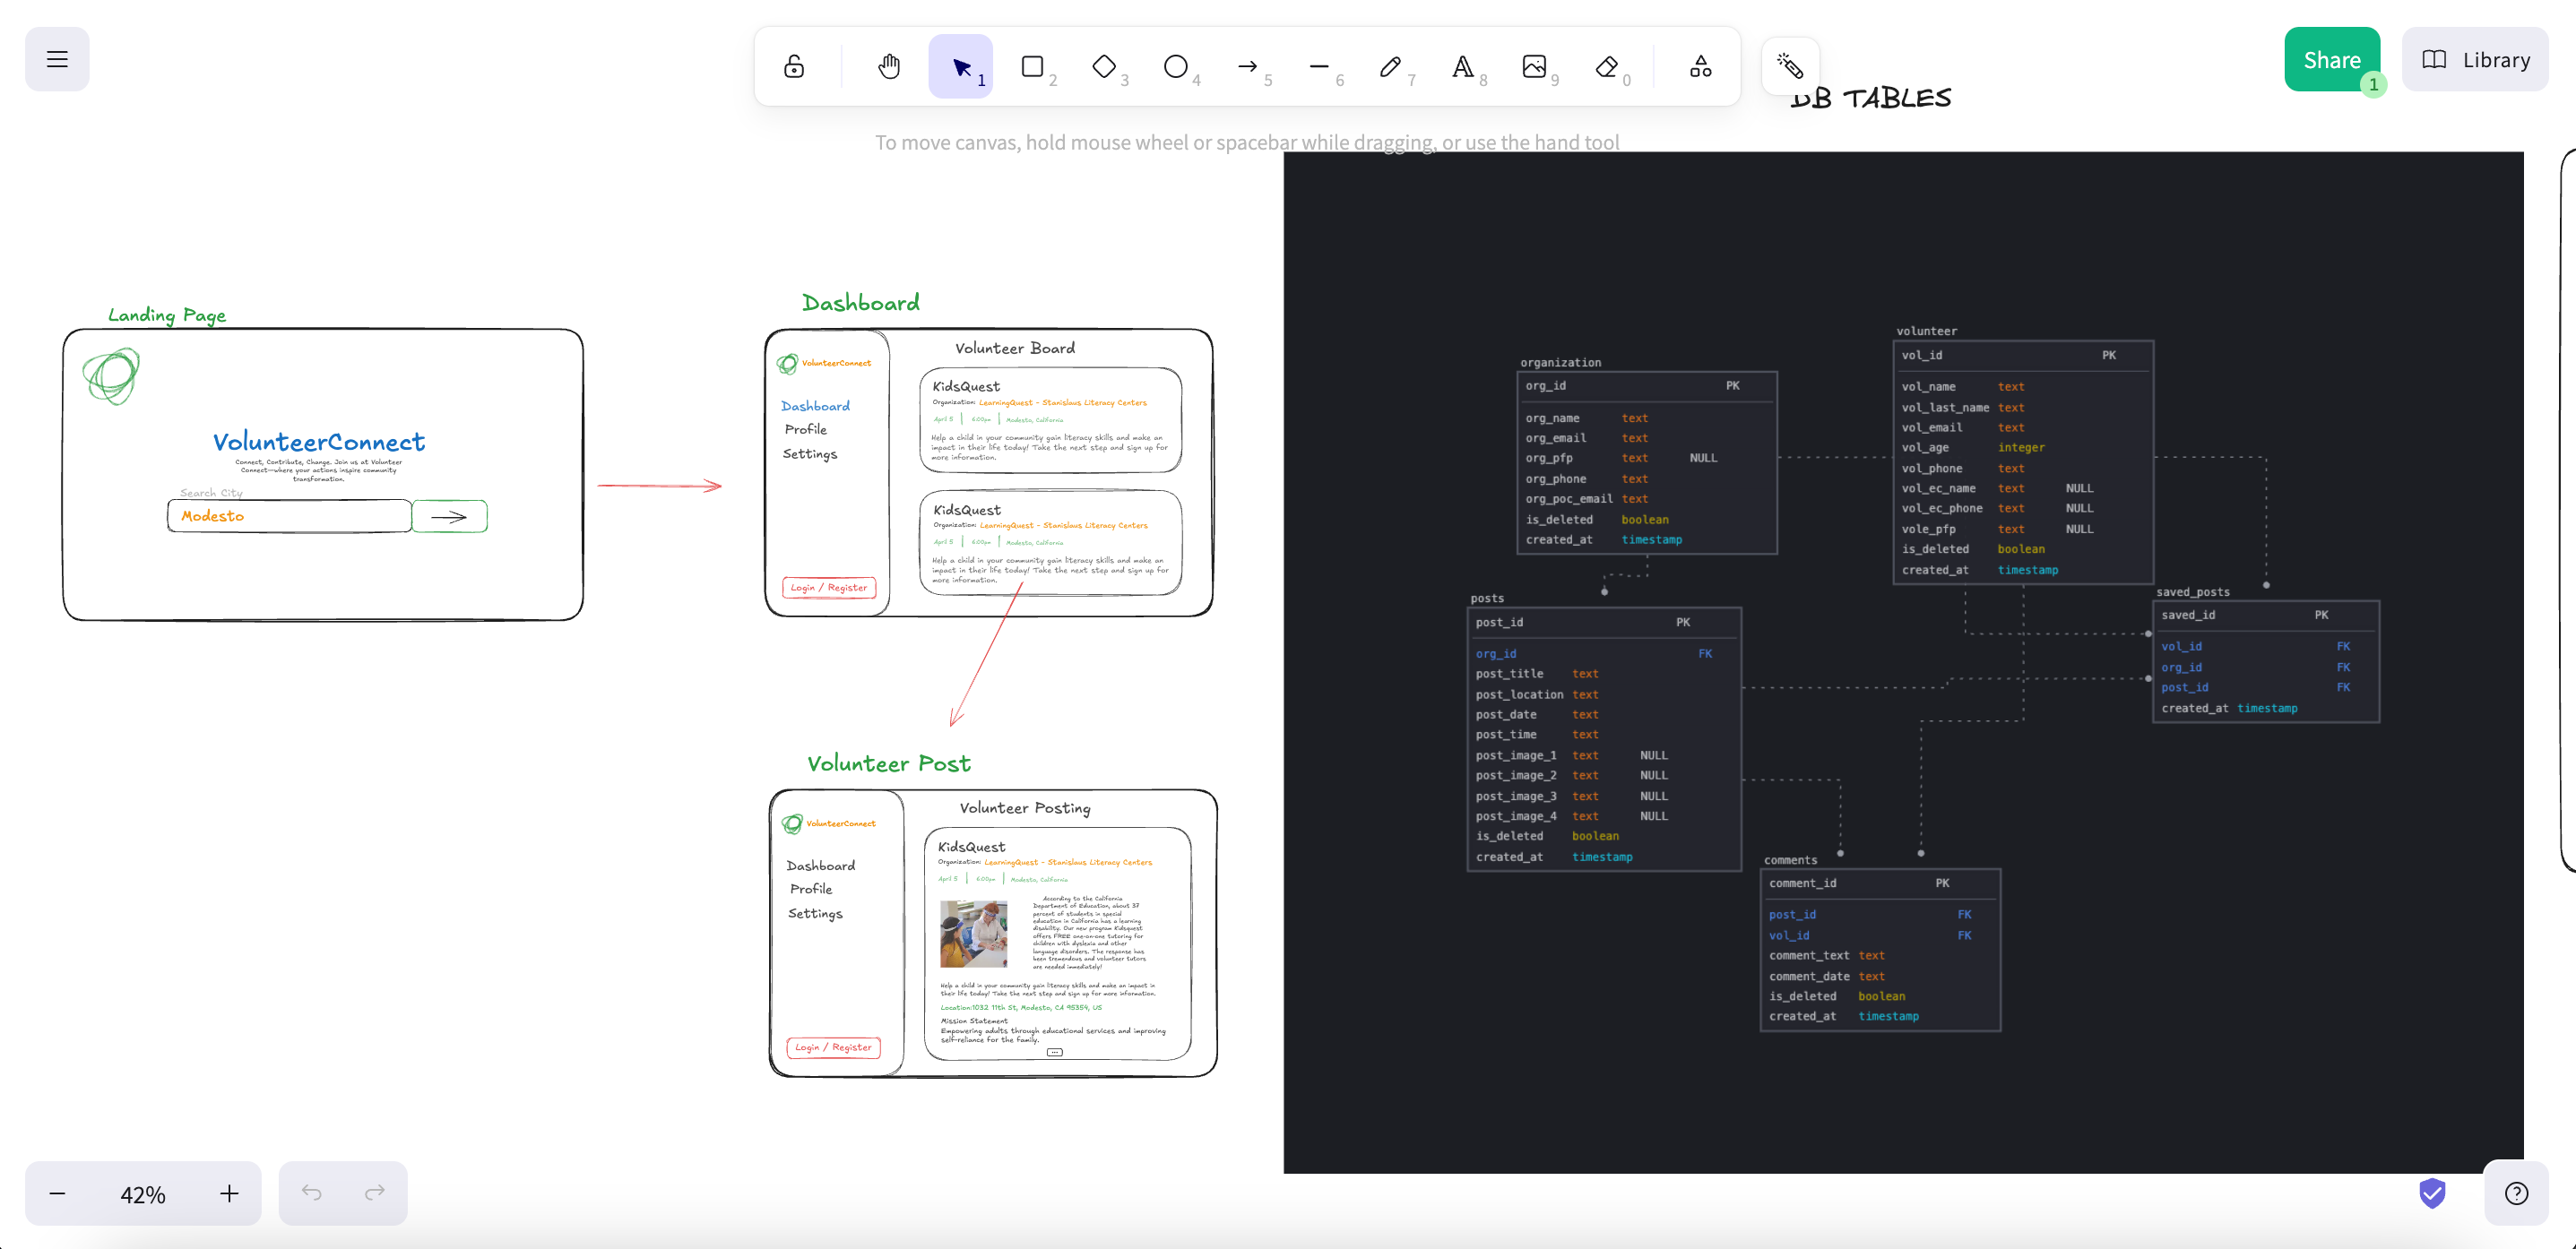 1
2
3
4
5
6
7
8
9
0
Share
1
Library
DB TABLES
To move canvas, hold mouse wheel or spacebar while dragging, or use the hand tool
Landing Page
VolunteerConnect
Connect, Contribute, Change. Join us at Volunteer
Connect—where your actions inspire community
transformation.
Search City
Modesto
Dashboard
VolunteerConnect
Dashboard
Profile
Settings
Login / Register
Volunteer Board
KidsQuest
Organization: LearningQuest - Stanislaus Literacy Centers
April 5 6:00pm Modesto, California
Help a child in your community gain literacy skills and make an
impact in their life today! Take the next step and sign up for
more information.
KidsQuest
Organization: LearningQuest - Stanislaus Literacy Centers
April 5 6:00pm Modesto, California
Help a child in your community gain literacy skills and make an
impact in their life today! Take the next step and sign up for
more information.
Volunteer Post
VolunteerConnect
Dashboard
Profile
Settings
Login / Register
Volunteer Posting
KidsQuest
Organization: LearningQuest - Stanislaus Literacy Centers
April 5 6:00pm Modesto, California
According to the California
Department of Education, about 37
percent of students in special
education in California has a learning
disability. Our new program Kidsquest
offers FREE one-on-one tutoring for
children with dyslexia and other
language disorders. The response has
been tremendous and volunteer tutors
are needed immediately!
Help a child in your community gain literacy skills and make an impact in
their life today! Take the next step and sign up for more information.
Location:1032 11th St, Modesto, CA 95354, US
Mission Statement
Empowering adults through educational services and improving
self-reliance for the family.
organization
org_id PK
org_name text
org_email text
org_pfp text NULL
org_phone text
org_poc_email text
is_deleted boolean
created_at timestamp
volunteer
vol_id PK
vol_name text
vol_last_name text
vol_email text
vol_age integer
vol_phone text
vol_ec_name text NULL
vol_ec_phone text NULL
vole_pfp text NULL
is_deleted boolean
created_at timestamp
posts
post_id PK
org_id FK
post_title text
post_location text
post_date text
post_time text
post_image_1 text NULL
post_image_2 text NULL
post_image_3 text NULL
post_image_4 text NULL
is_deleted boolean
created_at timestamp
saved_posts
saved_id PK
vol_id FK
org_id FK
post_id FK
created_at timestamp
comments
comment_id PK
post_id FK
vol_id FK
comment_text text
comment_date text
is_deleted boolean
created_at timestamp
42%